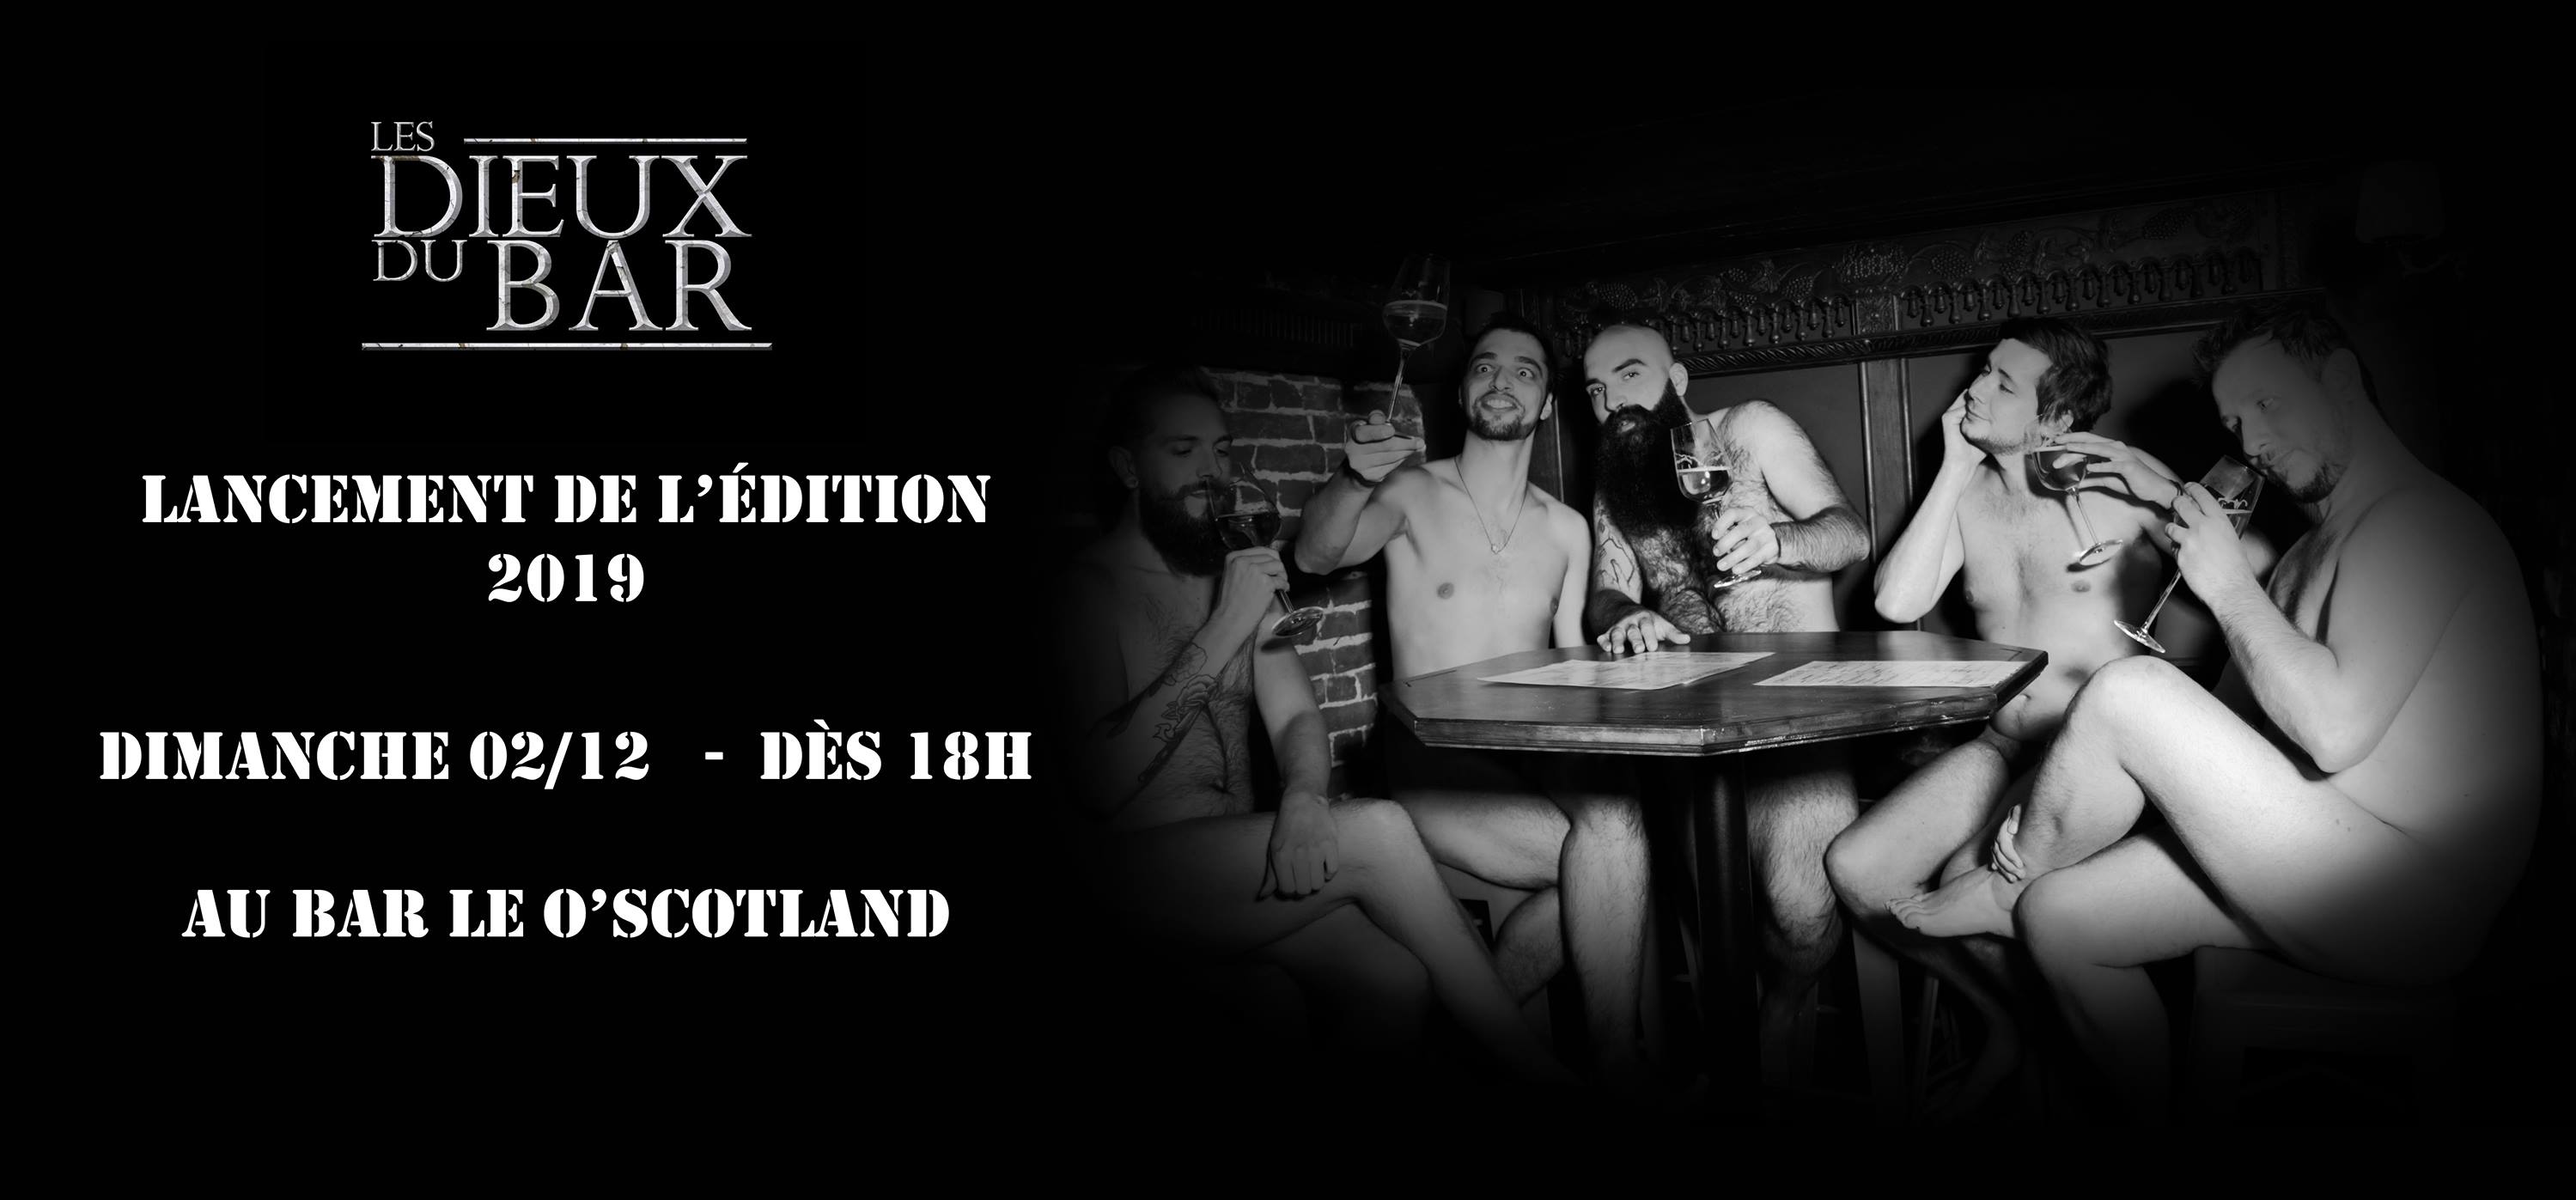 LES
DIEUX
DU BAR
LANCEMENT DE L’ÉDITION
2019
DIMANCHE 02/12 - DÈS 18H
AU BAR LE O’SCOTLAND